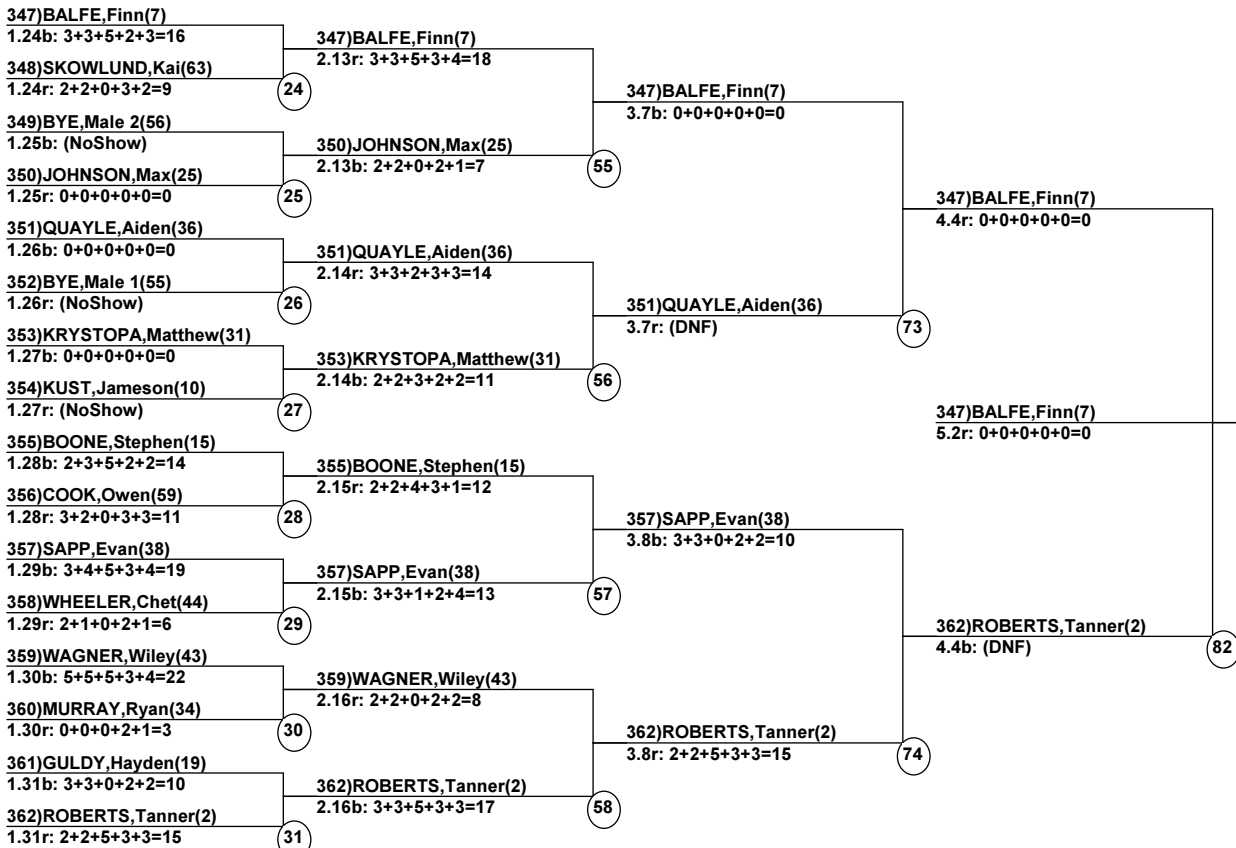 347)BALFE,Finn(7)
1.24b: 3+3+5+2+3=16
348)SKOWLUND,Kai(63)
1.24r: 2+2+0+3+2=9
24
349)BYE,Male 2(56)
1.25b: (NoShow)
350)JOHNSON,Max(25)
1.25r: 0+0+0+0+0=0
25
351)QUAYLE,Aiden(36)
1.26b: 0+0+0+0+0=0
352)BYE,Male 1(55)
1.26r: (NoShow)
26
353)KRYSTOPA,Matthew(31)
1.27b: 0+0+0+0+0=0
354)KUST,Jameson(10)
1.27r: (NoShow)
27
355)BOONE,Stephen(15)
1.28b: 2+3+5+2+2=14
356)COOK,Owen(59)
1.28r: 3+2+0+3+3=11
28
357)SAPP,Evan(38)
1.29b: 3+4+5+3+4=19
358)WHEELER,Chet(44)
1.29r: 2+1+0+2+1=6
29
359)WAGNER,Wiley(43)
1.30b: 5+5+5+3+4=22
360)MURRAY,Ryan(34)
1.30r: 0+0+0+2+1=3
30
361)GULDY,Hayden(19)
1.31b: 3+3+0+2+2=10
362)ROBERTS,Tanner(2)
1.31r: 2+2+5+3+3=15
31
347)BALFE,Finn(7)
2.13r: 3+3+5+3+4=18
350)JOHNSON,Max(25)
2.13b: 2+2+0+2+1=7
55
351)QUAYLE,Aiden(36)
2.14r: 3+3+2+3+3=14
353)KRYSTOPA,Matthew(31)
2.14b: 2+2+3+2+2=11
56
355)BOONE,Stephen(15)
2.15r: 2+2+4+3+1=12
357)SAPP,Evan(38)
2.15b: 3+3+1+2+4=13
57
359)WAGNER,Wiley(43)
2.16r: 2+2+0+2+2=8
362)ROBERTS,Tanner(2)
2.16b: 3+3+5+3+3=17
58
347)BALFE,Finn(7)
3.7b: 0+0+0+0+0=0
351)QUAYLE,Aiden(36)
3.7r: (DNF)
73
357)SAPP,Evan(38)
3.8b: 3+3+0+2+2=10
362)ROBERTS,Tanner(2)
3.8r: 2+2+5+3+3=15
74
347)BALFE,Finn(7)
4.4r: 0+0+0+0+0=0
362)ROBERTS,Tanner(2)
4.4b: (DNF)
82
347)BALFE,Finn(7)
5.2r: 0+0+0+0+0=0